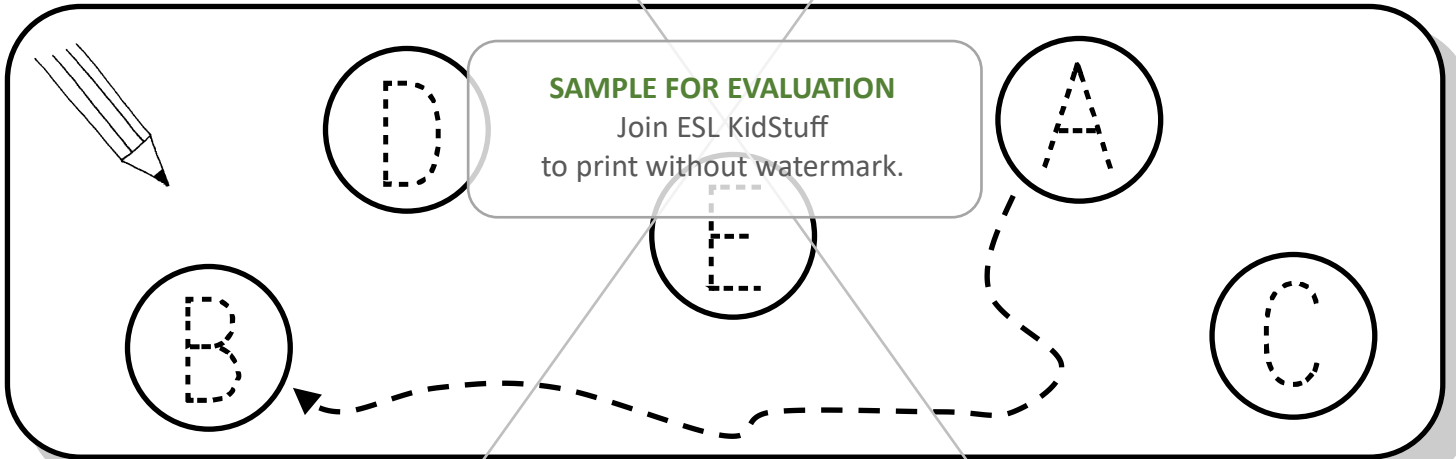 D
SAMPLE FOR EVALUATION
Join ESL KidStuff
to print without watermark.
A
E
B
C